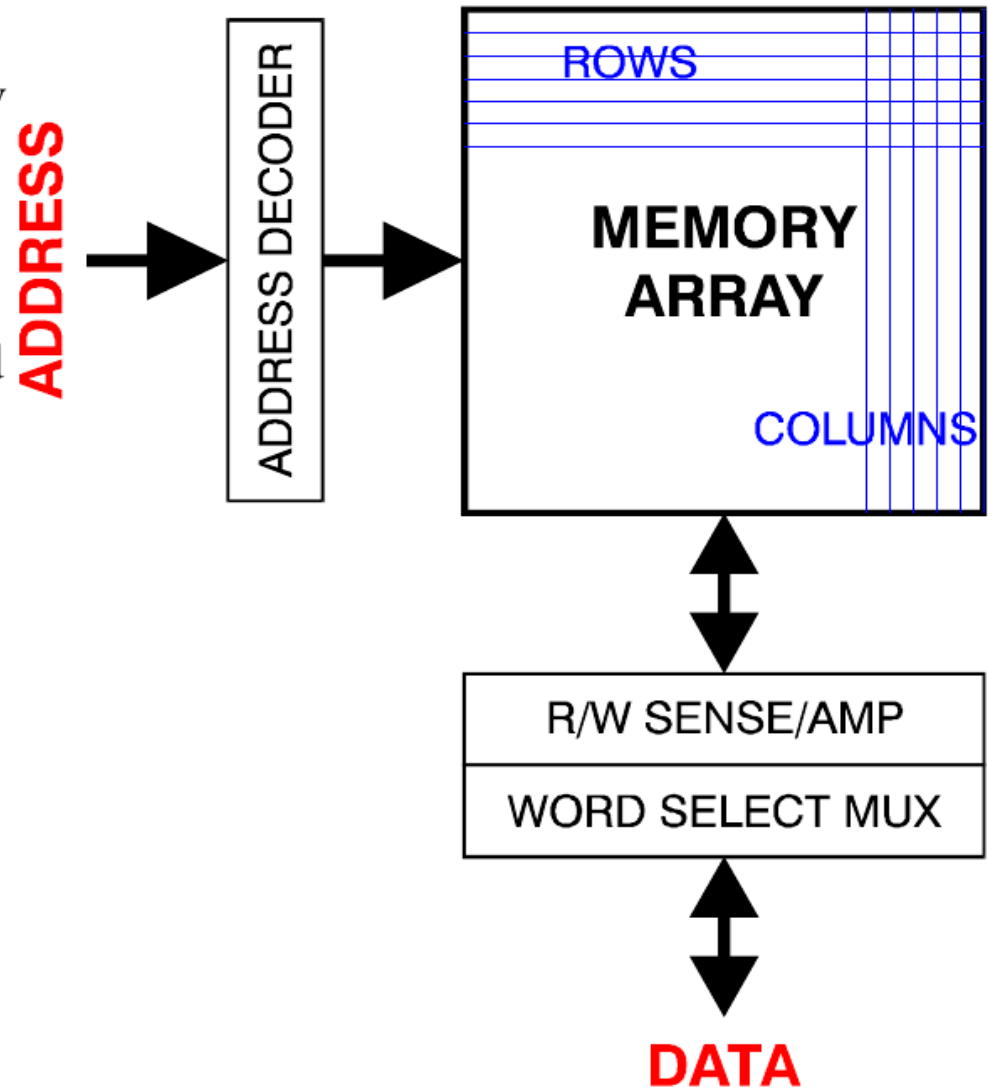 ADDRESS
ADDRESS DECODER
ROWS
MEMORY
ARRAY
COLUMNS
R/W SENSE/AMP
WORD SELECT MUX
DATA